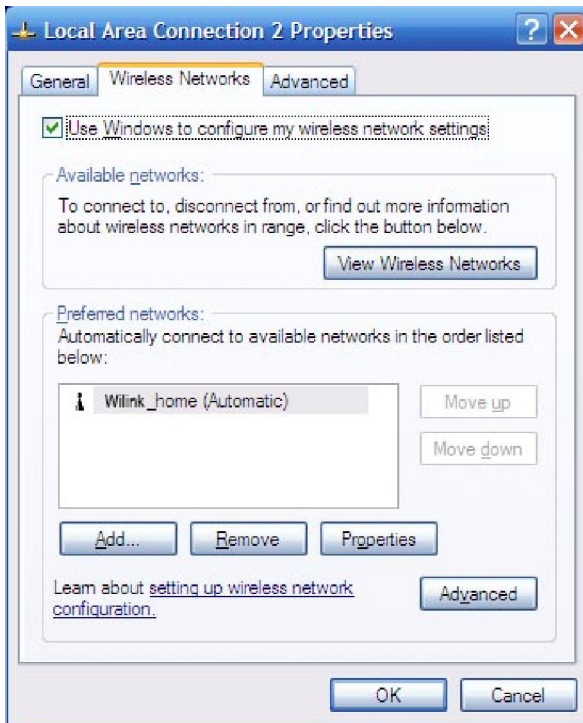 Local Area Connection 2 Properties
General Wireless Networks Advanced
Use Windows to configure my wireless network settings
Available networks:
To connect to, disconnect from, or find out more information
about wireless networks in range, click the button below.
View Wireless Networks
Preferred networks:
Automatically connect to available networks in the order listed
below:
Wilink_home (Automatic)
Move up
Move down
Add... Remove Properties
Learn about setting up wireless network
configuration.
Advanced
OK Cancel